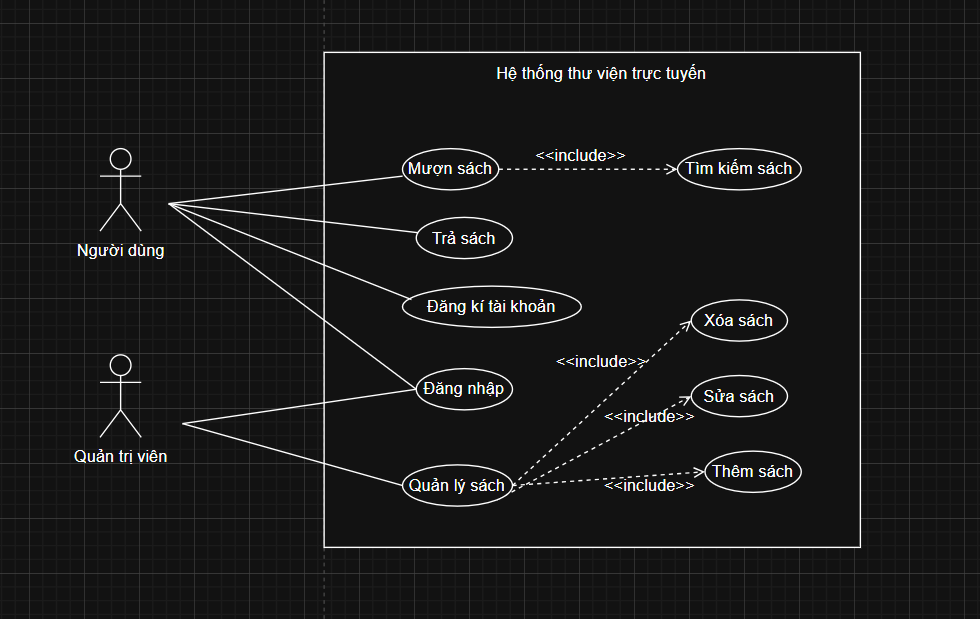 Hệ thống thư viện trực tuyến
Mượn sách
<<include>>
Tìm kiếm sách
Trả sách
Người dùng
Đăng kí tài khoản
Xóa sách
<<include>>
Đăng nhập
Sửa sách
<<include>>
Quản trị viên
Quản lý sách
<<include>>
Thêm sách